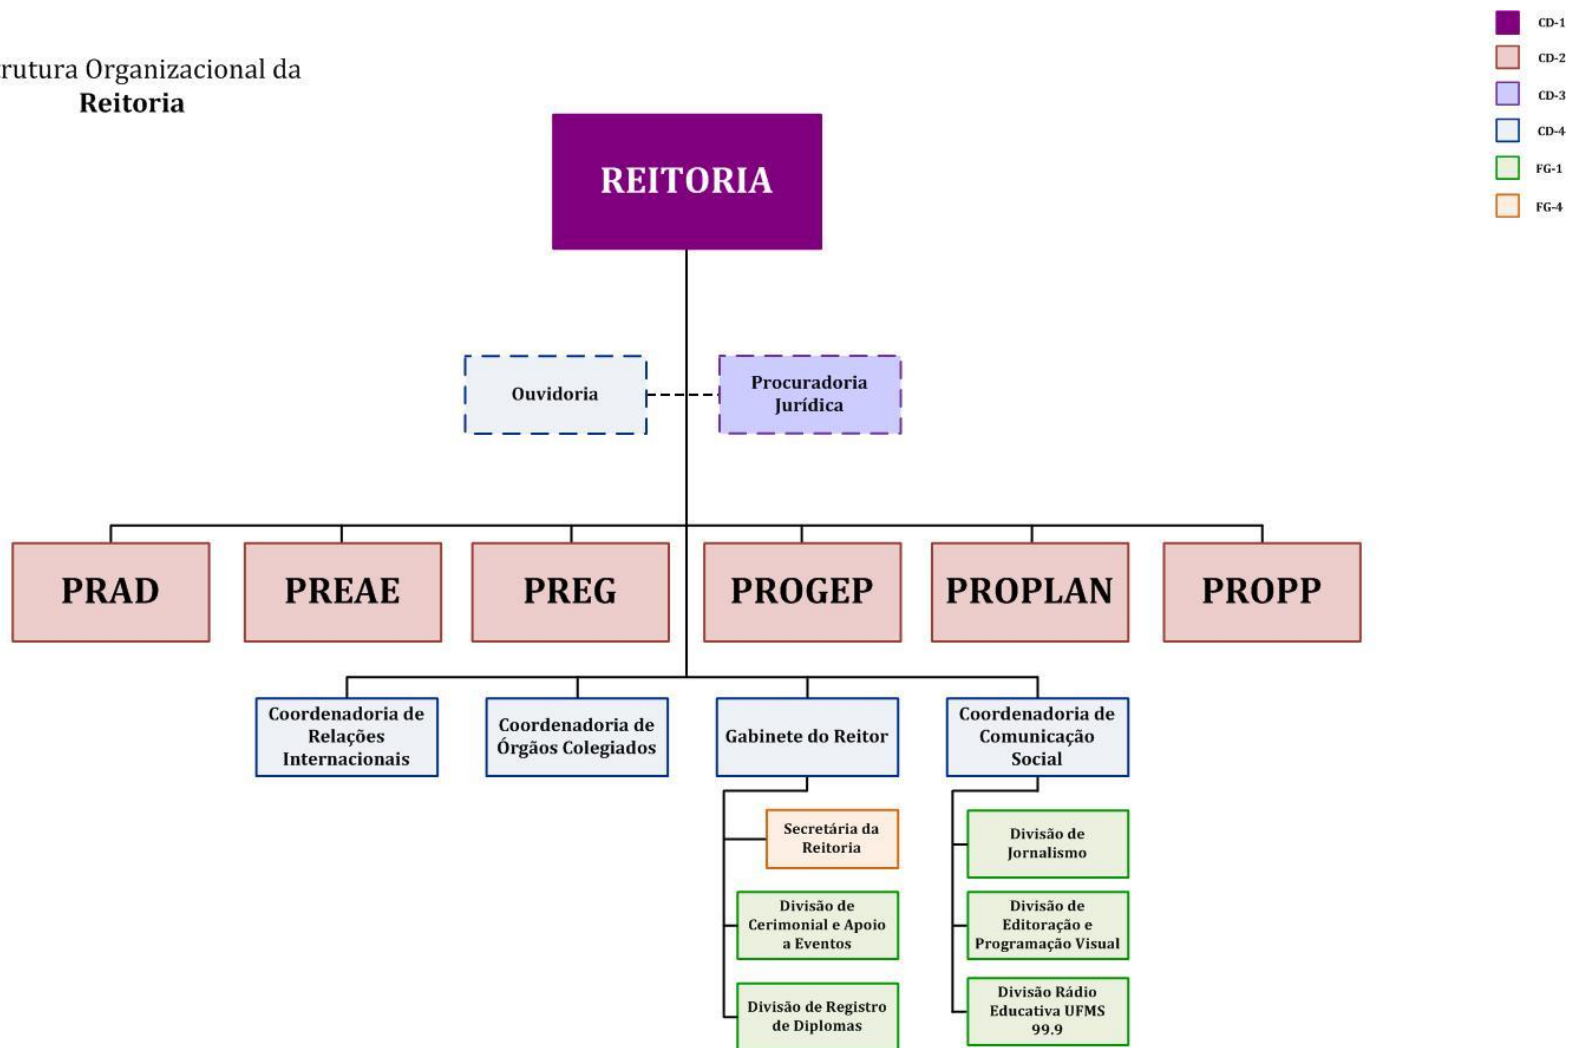 rutura Organizacional da
Reitoria
CD-1
CD-2
CD-3
CD-4
FG-1
FG-4
REITORIA
Ouvidoria
Procuradoria
Jurídica
PRAD
PREAE
PREG
PROGEP
PROPLAN
PROPP
Coordenadoria de
Relações
Internacionais
Coordenadoria de
Órgãos Colegiados
Gabinete do Reitor
Coordenadoria de
Comunicação
Social
Secretária da
Reitoria
Divisão de
Cerimonial e Apoio
a Eventos
Divisão de Registro
de Diplomas
Divisão de
Jornalismo
Divisão de
Editoração e
Programação Visual
Divisão Rádio
Educativa UFMS
99.9